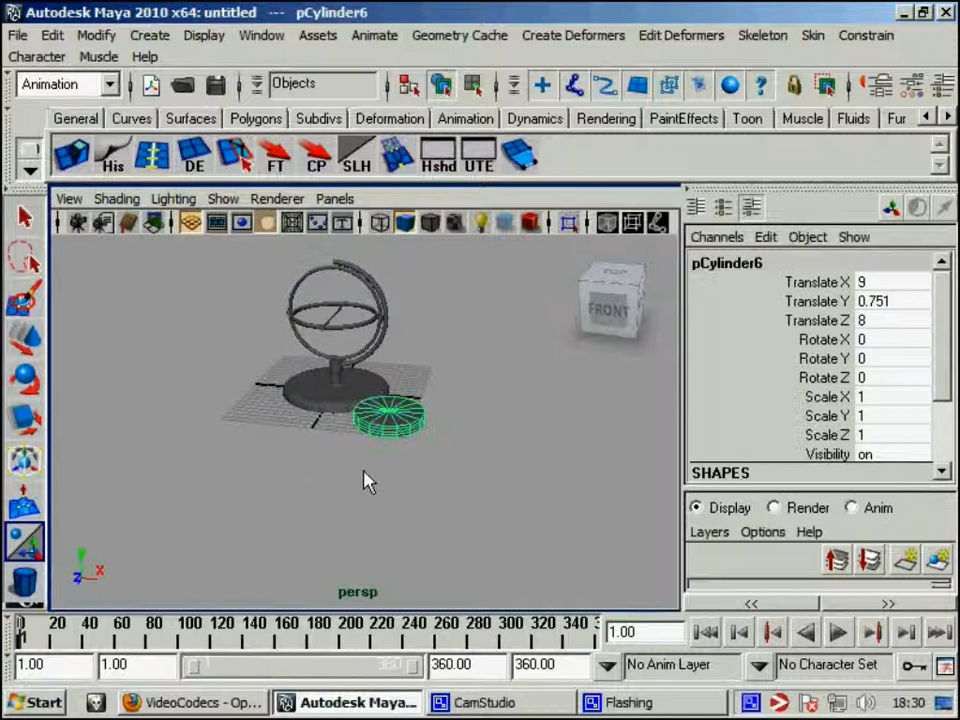 Autodesk Maya 2010 x64: untitled --- pCylinder6
File Edit Modify Create Display Window Assets Animate Geometry Cache Create Deformers Edit Deformers Skeleton Skin Constrain
Character Muscle Help
Animation Objects
General Curves Surfaces Polygons Subdivs Deformation Animation Dynamics Rendering PaintEffects Toon Muscle Fluids Fur
His DE FT CP SLH Hshd UTE
View Shading Lighting Show Renderer Panels
Channels Edit Object Show
pCylinder6
Translate X 9
Translate Y 0.751
Translate Z 8
Rotate X 0
Rotate Y 0
Rotate Z 0
Scale X 1
Scale Y 1
Scale Z 1
Visibility on
SHAPES
TOP
FRONT
Display Render Anim
Layers Options Help
Y
Z X
persp
<< >>
1 20 40 60 80 100 120 140 160 180 200 220 240 260 280 300 320 340 3
1.00
1.00 1.00 360 360.00 360.00 No Anim Layer No Character Set
Start VideoCodecs - Op... Autodesk Maya... CamStudio Flashing 18:30